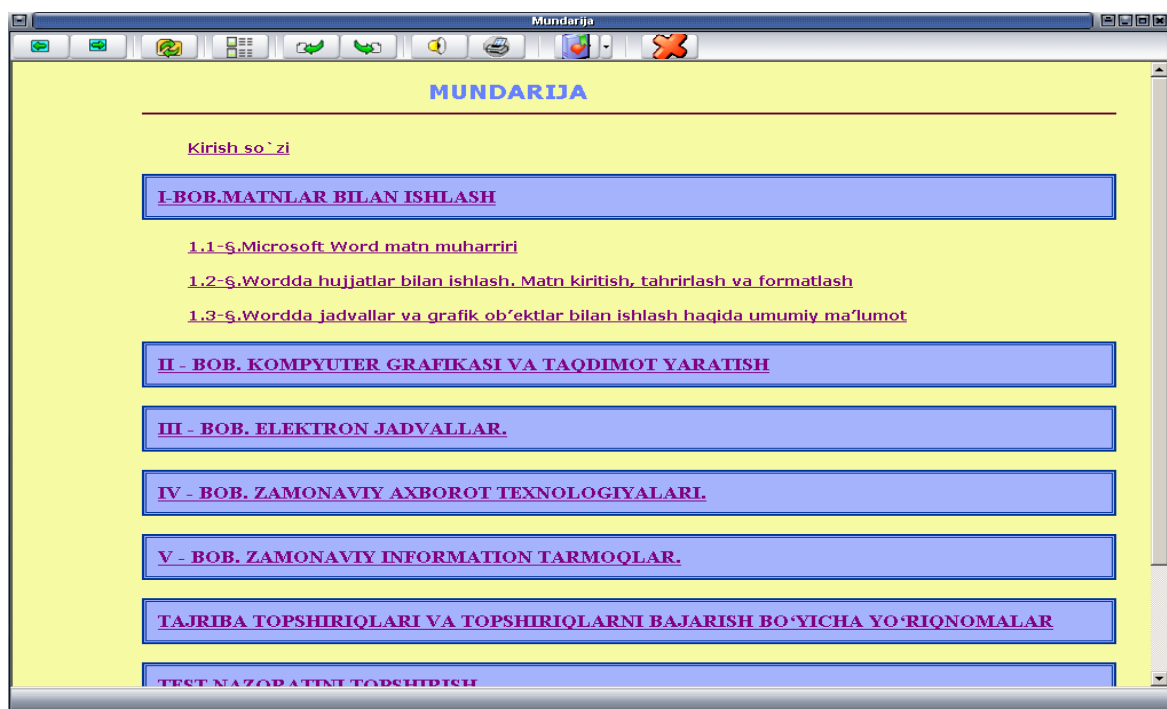 Mundarija
MUNDARIJA
Kirish so`zi
I-BOB.MATNLAR BILAN ISHLASH
1.1-§.Microsoft Word matn muharriri
1.2-§.Wordda hujjatlar bilan ishlash. Matn kiritish, tahrirlash va formatlash
1.3-§.Wordda jadvallar va grafik ob’ektlar bilan ishlash haqida umumiy ma’lumot
II - BOB. KOMPYUTER GRAFIKASI VA TAQDIMOT YARATISH
III - BOB. ELEKTRON JADVALLAR.
IV - BOB. ZAMONAVIY AXBOROT TEXNOLOGIYALARI.
V - BOB. ZAMONAVIY INFORMATION TARMOQLAR.
TAJRIBA TOPSHIRIQLARI VA TOPSHIRIQLARNI BAJARISH BO‘YICHA YO‘RIQNOMALAR
TEST NAZORATINI TOPSHIRISH